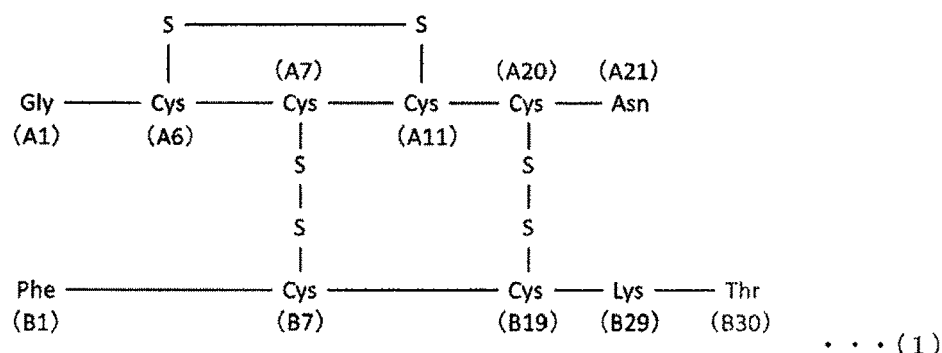 S S
(A7) (A20) (A21)
Gly Cys Cys Cys Cys Asn
(A1) (A6) (A11)
S S
S S
Phe Cys Cys Lys Thr
(B1) (B7) (B19) (B29) (B30)
・・・(1)